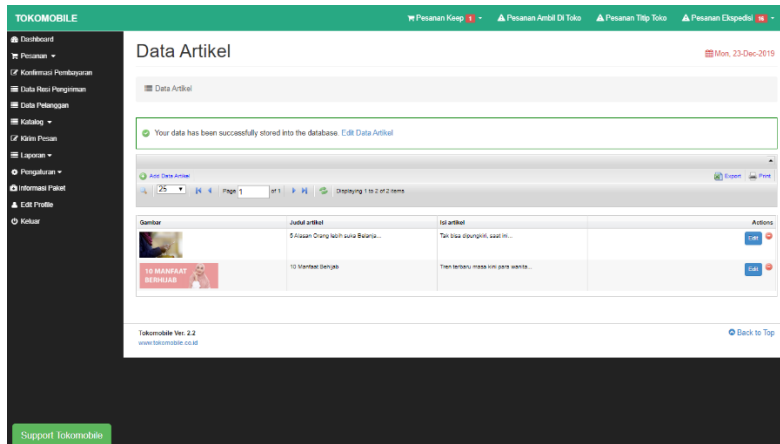 TOKOMOBILE
Pesanan Keep 1
Pesanan Ambil Di Toko
Pesanan Titip Toko
Pesanan Ekspedisi 16
Dashboard
Pesanan
Konfirmasi Pembayaran
Data Resi Pengiriman
Data Pelanggan
Katalog
Kirim Pesan
Laporan
Pengaturan
Informasi Paket
Edit Profile
Keluar
Data Artikel
Mon, 23-Dec-2019
Data Artikel
Your data has been successfully stored into the database. Edit Data Artikel
Add Data Artikel
Export
Print
25
Page 1 of 1
Displaying 1 to 2 of 2 items
Gambar Judul artikel Isi artikel Actions
5 Alasan Orang lebih suka Belanja... Tak bisa dipungkiri, saat ini... Edit
10 MANFAAT
BERHIJAB
10 Manfaat Berhijab Tren terbaru masa kini para wanita... Edit
Tokomobile Ver. 2.2
www.tokomobile.co.id
Back to Top
Support Tokomobile